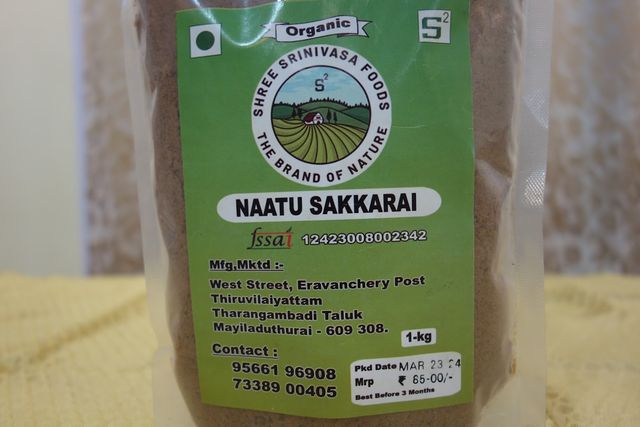 Organic
S²
SHREE SRINIVASA FOODS
S²
THE BRAND OF NATURE
NAATU SAKKARAI
fssai 12423008002342
Mfg,Mktd :-
West Street, Eravanchery Post
Thiruvilaiyattam
Tharangambadi Taluk
Mayiladuthurai - 609 308.
1-kg
Contact :
95661 96908
73389 00405
Pkd Date MAR 23 24
Mrp ₹ 65-00/-
Best Before 3 Months